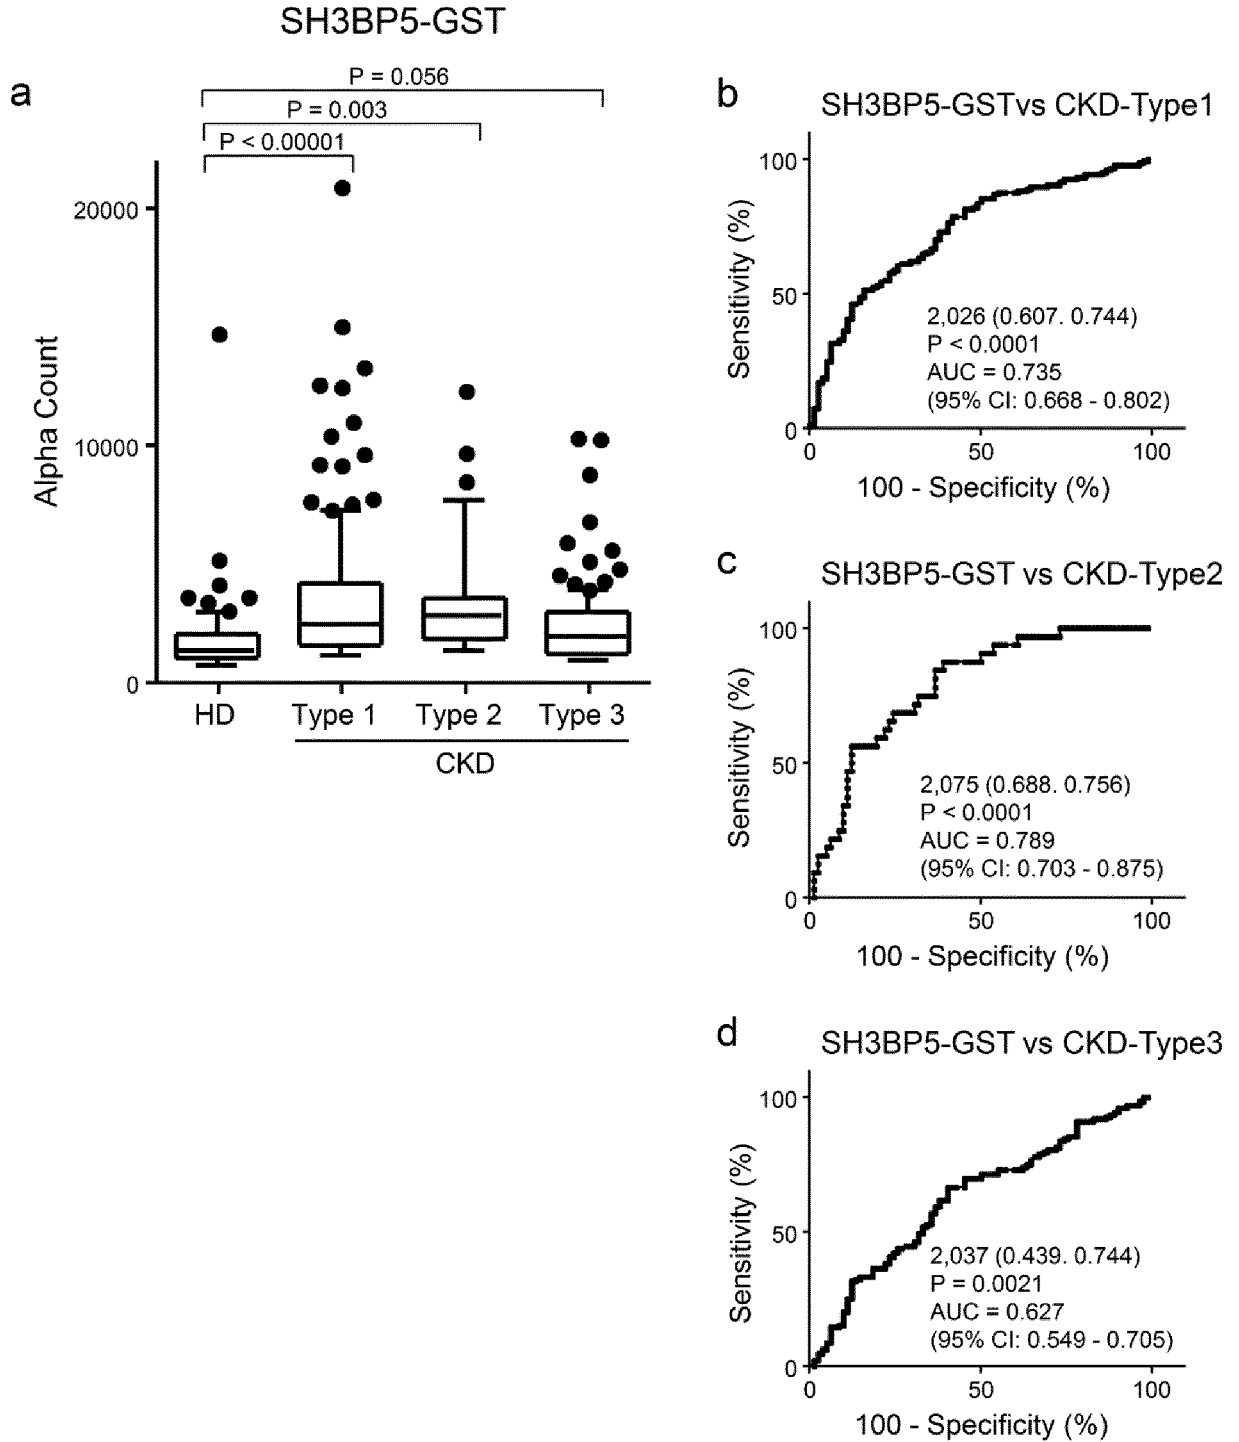 SH3BP5-GST
a
P = 0.056
P = 0.003
P < 0.00001
20000
10000
0
Alpha Count
HD
Type 1
Type 2
Type 3
CKD
b
SH3BP5-GSTvs CKD-Type1
100
50
0
Sensitivity (%)
2,026 (0.607. 0.744)
P < 0.0001
AUC = 0.735
(95% CI: 0.668 - 0.802)
0
50
100
100 - Specificity (%)
c
SH3BP5-GST vs CKD-Type2
100
50
0
Sensitivity (%)
2,075 (0.688. 0.756)
P < 0.0001
AUC = 0.789
(95% CI: 0.703 - 0.875)
0
50
100
100 - Specificity (%)
d
SH3BP5-GST vs CKD-Type3
100
50
0
Sensitivity (%)
2,037 (0.439. 0.744)
P = 0.0021
AUC = 0.627
(95% CI: 0.549 - 0.705)
0
50
100
100 - Specificity (%)